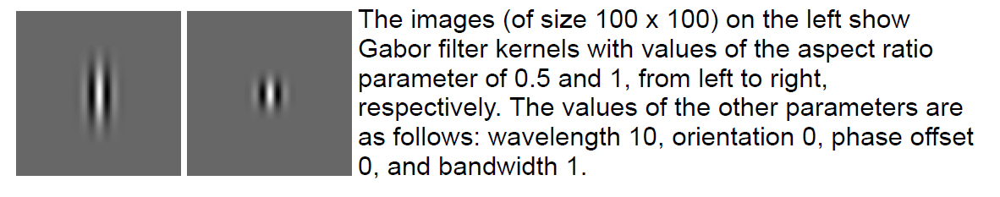 The images (of size 100 x 100) on the left show
Gabor filter kernels with values of the aspect ratio
parameter of 0.5 and 1, from left to right,
respectively. The values of the other parameters are
as follows: wavelength 10, orientation 0, phase offset
0, and bandwidth 1.